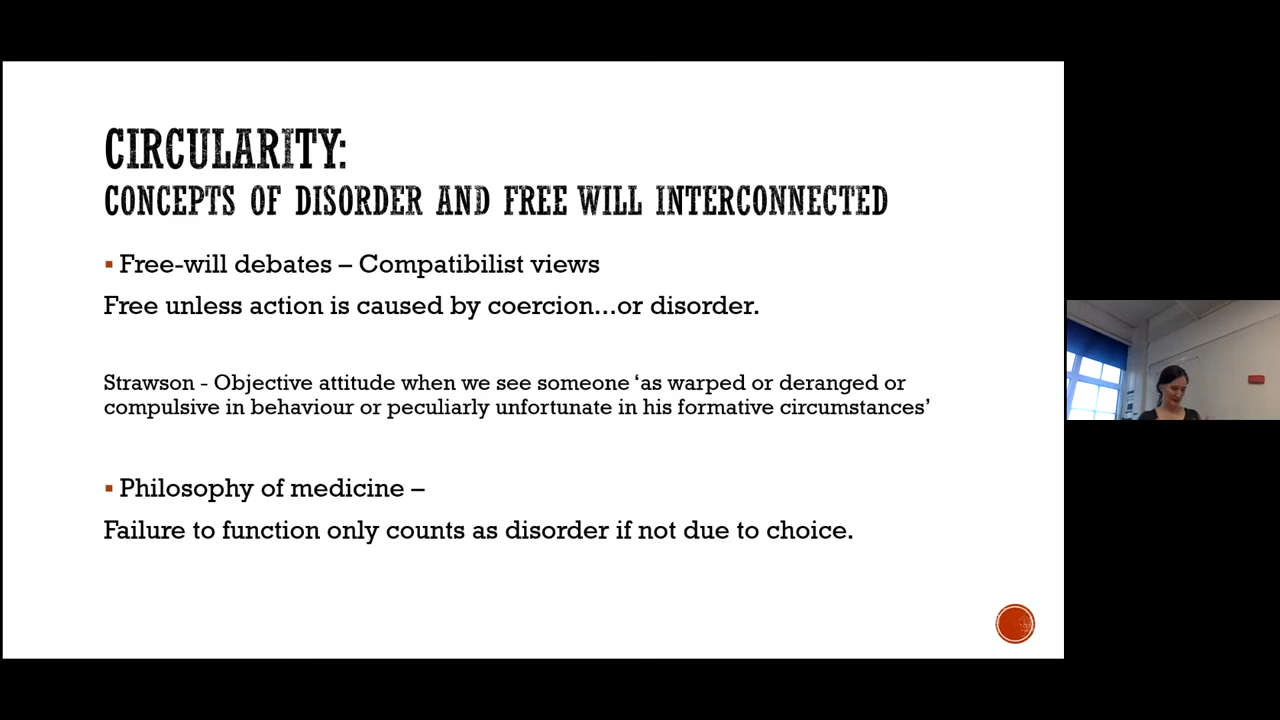 CIRCULARITY:
CONCEPTS OF DISORDER AND FREE WILL INTERCONNECTED
▪ Free-will debates – Compatibilist views
Free unless action is caused by coercion...or disorder.
Strawson - Objective attitude when we see someone ‘as warped or deranged or
compulsive in behaviour or peculiarly unfortunate in his formative circumstances’
▪ Philosophy of medicine –
Failure to function only counts as disorder if not due to choice.